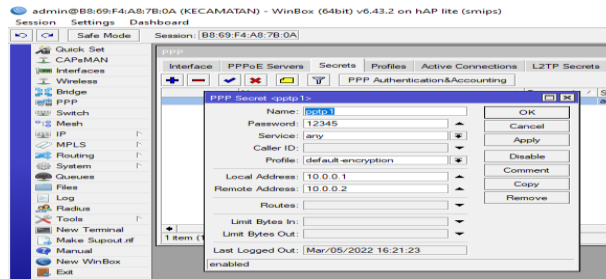 admin@B8:69:F4:A8:7B:0A (KECAMATAN) - WinBox (64bit) v6.43.2 on hAP lite (smips)
Session Settings Dashboard
Safe Mode Session: B8:69:F4:A8:7B:0A
Quick Set
CAPsMAN
Interfaces
Wireless
Bridge
PPP
Switch
Mesh
IP
MPLS
Routing
System
Queues
Files
Log
Radius
Tools
New Terminal
Make Supout.rif
Manual
New WinBox
Exit
PPP
Interface PPPoE Servers Secrets Profiles Active Connections L2TP Secrets
PPP Authentication&Accounting
PPP Secret <pptp1>
Name: pptp1
Password: 12345
Service: any
Caller ID:
Profile: default-encryption
Local Address: 10.0.0.1
Remote Address: 10.0.0.2
Routes:
Limit Bytes In:
Limit Bytes Out:
Last Logged Out: Mar/05/2022 16:21:23
enabled
OK
Cancel
Apply
Disable
Comment
Copy
Remove
1 item (1